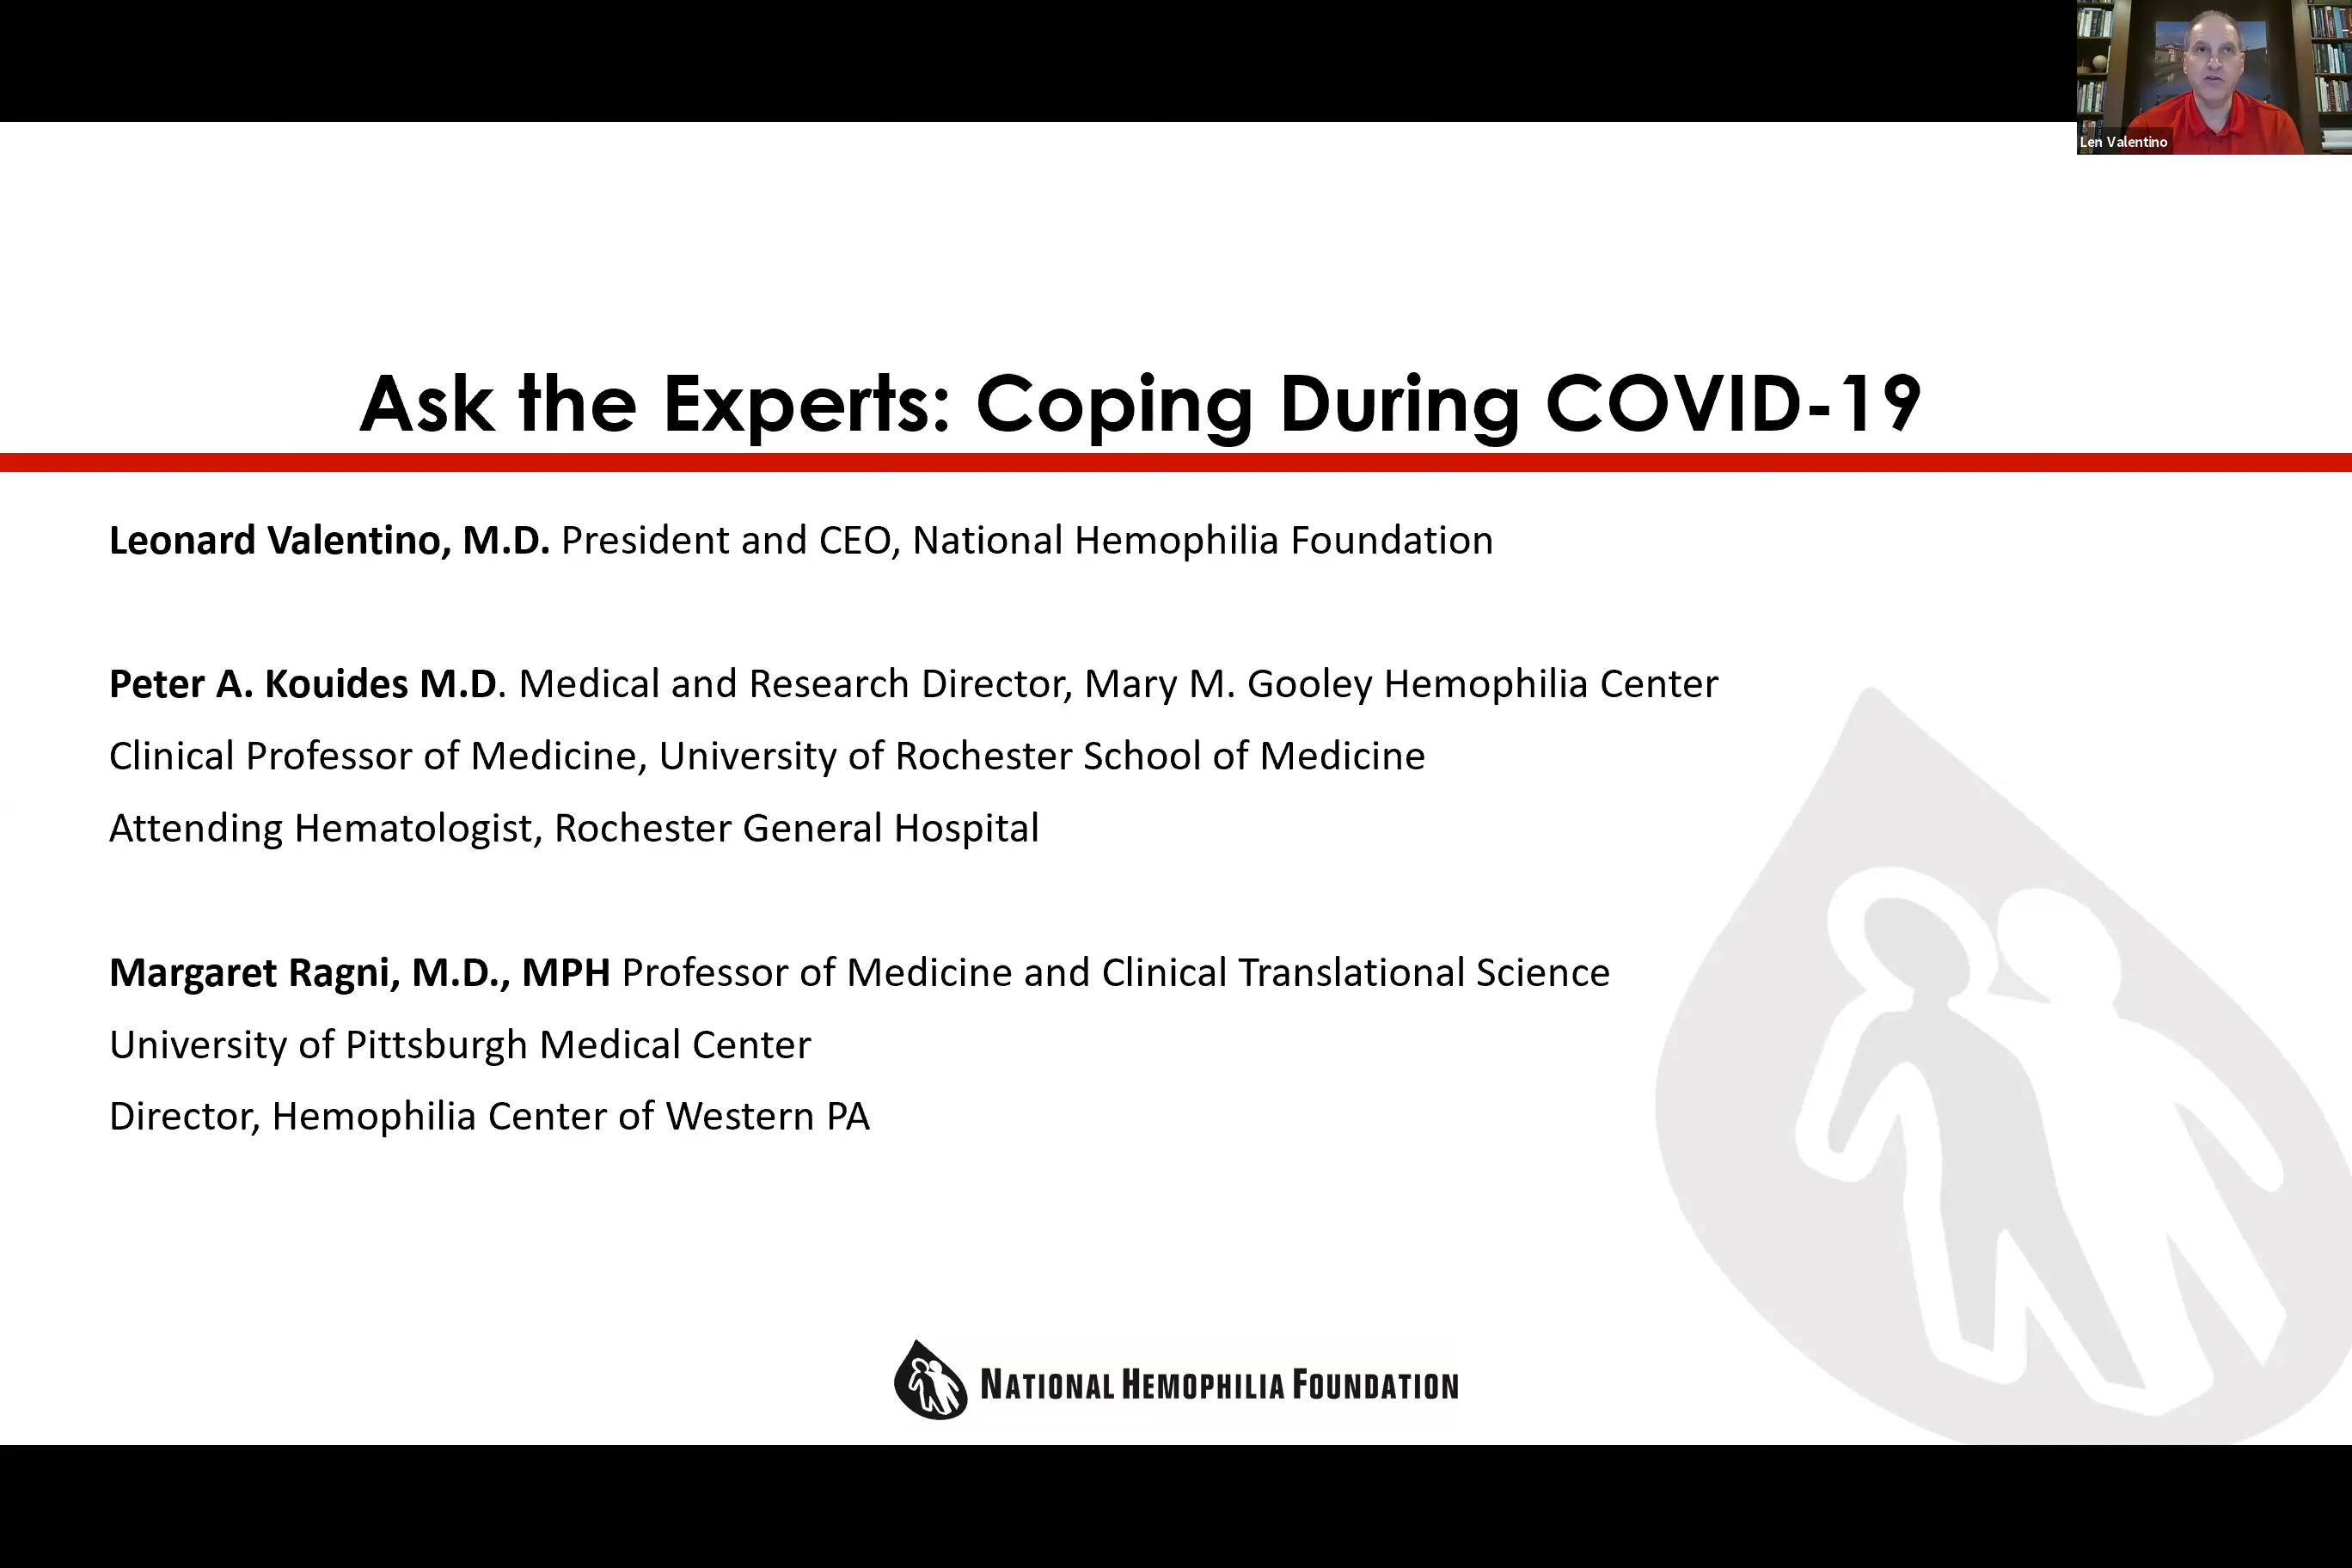 Len Valentino
Ask the Experts: Coping During COVID-19
Leonard Valentino, M.D. President and CEO, National Hemophilia Foundation
Peter A. Kouides M.D. Medical and Research Director, Mary M. Gooley Hemophilia Center
Clinical Professor of Medicine, University of Rochester School of Medicine
Attending Hematologist, Rochester General Hospital
Margaret Ragni, M.D., MPH Professor of Medicine and Clinical Translational Science
University of Pittsburgh Medical Center
Director, Hemophilia Center of Western PA
NATIONAL HEMOPHILIA FOUNDATION